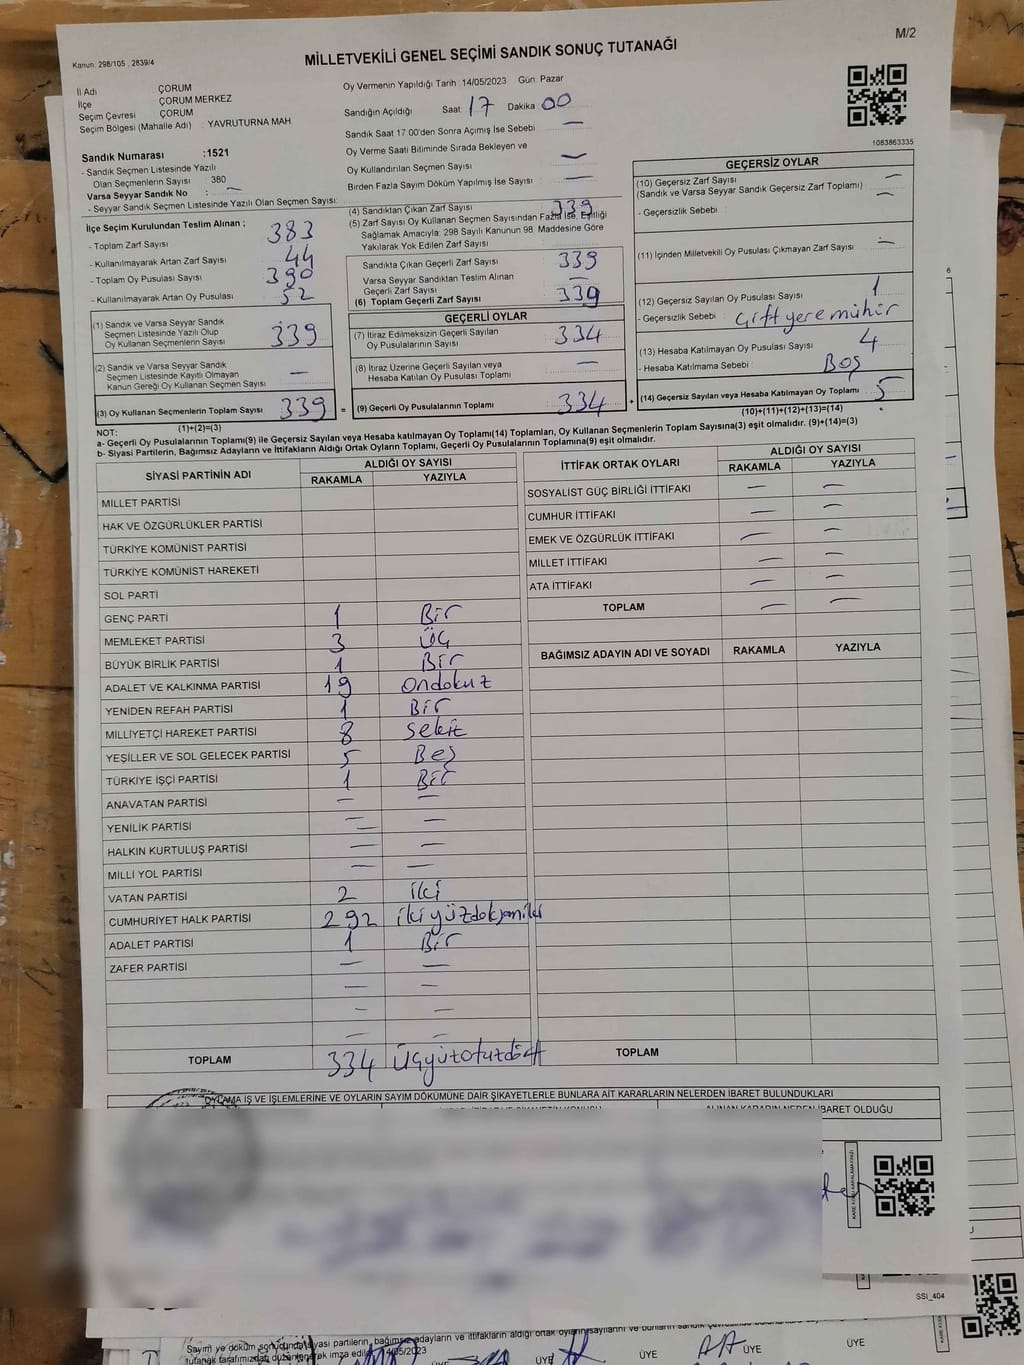 M/2
Kanun: 298/105 , 2839/4
MİLLETVEKİLİ GENEL SEÇİMİ SANDIK SONUÇ TUTANAĞI
İl Adı ÇORUM
İlçe ÇORUM MERKEZ
Seçim Çevresi ÇORUM
Seçim Bölgesi (Mahalle Adı) : YAVRUTURNA MAH
Sandık Numarası :1521
- Sandık Seçmen Listesinde Yazılı
Olan Seçmenlerin Sayısı 380
Varsa Seyyar Sandık No : —
- Seyyar Sandık Seçmen Listesinde Yazılı Olan Seçmen Sayısı:
Oy Vermenin Yapıldığı Tarih :14/05/2023 Gün: Pazar
Sandığın Açıldığı Saat: 17 Dakika: 00
Sandık Saat 17 00'den Sonra Açımış İse Sebebi —
Oy Verme Saati Bitiminde Sırada Bekleyen ve
Oy Kullandırılan Seçmen Sayısı —
Birden Fazla Sayım Döküm Yapılmış İse Sayısı —
1083863335
İlçe Seçim Kurulundan Teslim Alınan ;
- Toplam Zarf Sayısı 383
- Kullanılmayarak Artan Zarf Sayısı 44
- Toplam Oy Pusulası Sayısı 390
- Kullanılmayarak Artan Oy Pusulası 52
(1) Sandık ve Varsa Seyyar Sandık
Seçmen Listesinde Yazılı Olup
Oy Kullanan Seçmenlerin Sayısı 339
(2) Sandık ve Varsa Seyyar Sandık
Seçmen Listesinde Kayıtlı Olmayan
Kanun Gereği Oy Kullanan Seçmen Sayısı —
(3) Oy Kullanan Seçmenlerin Toplam Sayısı 339 =
(1)+(2)=(3)
(4) Sandıktan Çıkan Zarf Sayısı 339
(5) Zarf Sayısı Oy Kullanan Seçmen Sayısından Fazla İse, Eşitliği
Sağlamak Amacıyla; 298 Sayılı Kanunun 98. Maddesine Göre
Yakılarak Yok Edilen Zarf Sayısı
Sandıkta Çıkan Geçerli Zarf Sayısı 339
Varsa Seyyar Sandıktan Teslim Alınan
Geçerli Zarf Sayısı —
(6) Toplam Geçerli Zarf Sayısı 339
GEÇERLİ OYLAR
(7) İtiraz Edilmeksizin Geçerli Sayılan
Oy Pusulalarının Sayısı 334
(8) İtiraz Üzerine Geçerli Sayılan veya
Hesaba Katılan Oy Pusulası Toplamı —
(9) Geçerli Oy Pusulalarının Toplamı 334 +
GEÇERSİZ OYLAR
(10) Geçersiz Zarf Sayısı —
(Sandık ve Varsa Seyyar Sandık Geçersiz Zarf Toplamı) —
- Geçersizlik Sebebi :
(11) İçinden Milletvekili Oy Pusulası Çıkmayan Zarf Sayısı —
(12) Geçersiz Sayılan Oy Pusulası Sayısı 1
- Geçersizlik Sebebi : Çift yere mühür
(13) Hesaba Katılmayan Oy Pusulası Sayısı 4
- Hesaba Katılmama Sebebi Boş
(14) Geçersiz Sayılan veya Hesaba Katılmayan Oy Toplamı 5
(10)+(11)+(12)+(13)=(14)
NOT:
a- Geçerli Oy Pusulalarının Toplamı(9) ile Geçersiz Sayılan veya Hesaba katılmayan Oy Toplamı(14) Toplamları, Oy Kullanan Seçmenlerin Toplam Sayısına(3) eşit olmalıdır. (9)+(14)=(3)
b- Siyasi Partilerin, Bağımsız Adayların ve İttifakların Aldığı Ortak Oyların Toplamı, Geçerli Oy Pusulalarının Toplamına(9) eşit olmalıdır.
SİYASİ PARTİNİN ADI ALDIĞI OY SAYISI
RAKAMLA YAZIYLA
MİLLET PARTİSİ
HAK VE ÖZGÜRLÜKLER PARTİSİ
TÜRKİYE KOMÜNİST PARTİSİ
TÜRKİYE KOMÜNİST HAREKETİ
SOL PARTİ
GENÇ PARTİ 1 Bir
MEMLEKET PARTİSİ 3 Üç
BÜYÜK BİRLİK PARTİSİ 1 Bir
ADALET VE KALKINMA PARTİSİ 19 Ondokuz
YENİDEN REFAH PARTİSİ 1 Bir
MİLLİYETÇİ HAREKET PARTİSİ 8 Sekiz
YEŞİLLER VE SOL GELECEK PARTİSİ 5 Beş
TÜRKİYE İŞÇİ PARTİSİ 1 Bir
ANAVATAN PARTİSİ — —
YENİLİK PARTİSİ — —
HALKIN KURTULUŞ PARTİSİ — —
MİLLİ YOL PARTİSİ — —
VATAN PARTİSİ 2 iki
CUMHURİYET HALK PARTİSİ 292 ikiyüzdoksaniki
ADALET PARTİSİ 1 Bir
ZAFER PARTİSİ — —
— —
— —
— —
TOPLAM 334 Üçyüzotuzdört
İTTİFAK ORTAK OYLARI ALDIĞI OY SAYISI
RAKAMLA YAZIYLA
SOSYALİST GÜÇ BİRLİĞİ İTTİFAKI — —
CUMHUR İTTİFAKI — —
EMEK VE ÖZGÜRLÜK İTTİFAKI — —
MİLLET İTTİFAKI — —
ATA İTTİFAKI — —
TOPLAM — —
BAĞIMSIZ ADAYIN ADI VE SOYADI RAKAMLA YAZIYLA
TOPLAM
OYLAMA İŞ VE İŞLEMLERİNE VE OYLARIN SAYIM DÖKÜMÜNE DAİR ŞİKAYETLERLE BUNLARA AİT KARARLARIN NELERDEN İBARET BULUNDUKLARI
ALINAN KARARIN NEDEN İBARET OLDUĞU
SSİ_404
Sayım ve döküm sonucunda siyasi partilerin, bağımsız adayların ve ittifakların aldığı ortak oyların sayılarını ve bunların
tutanak tarafımızdan düzenlenerek imza edildi. 14/05/2023
ÜYE ÜYE ÜYE ÜYE